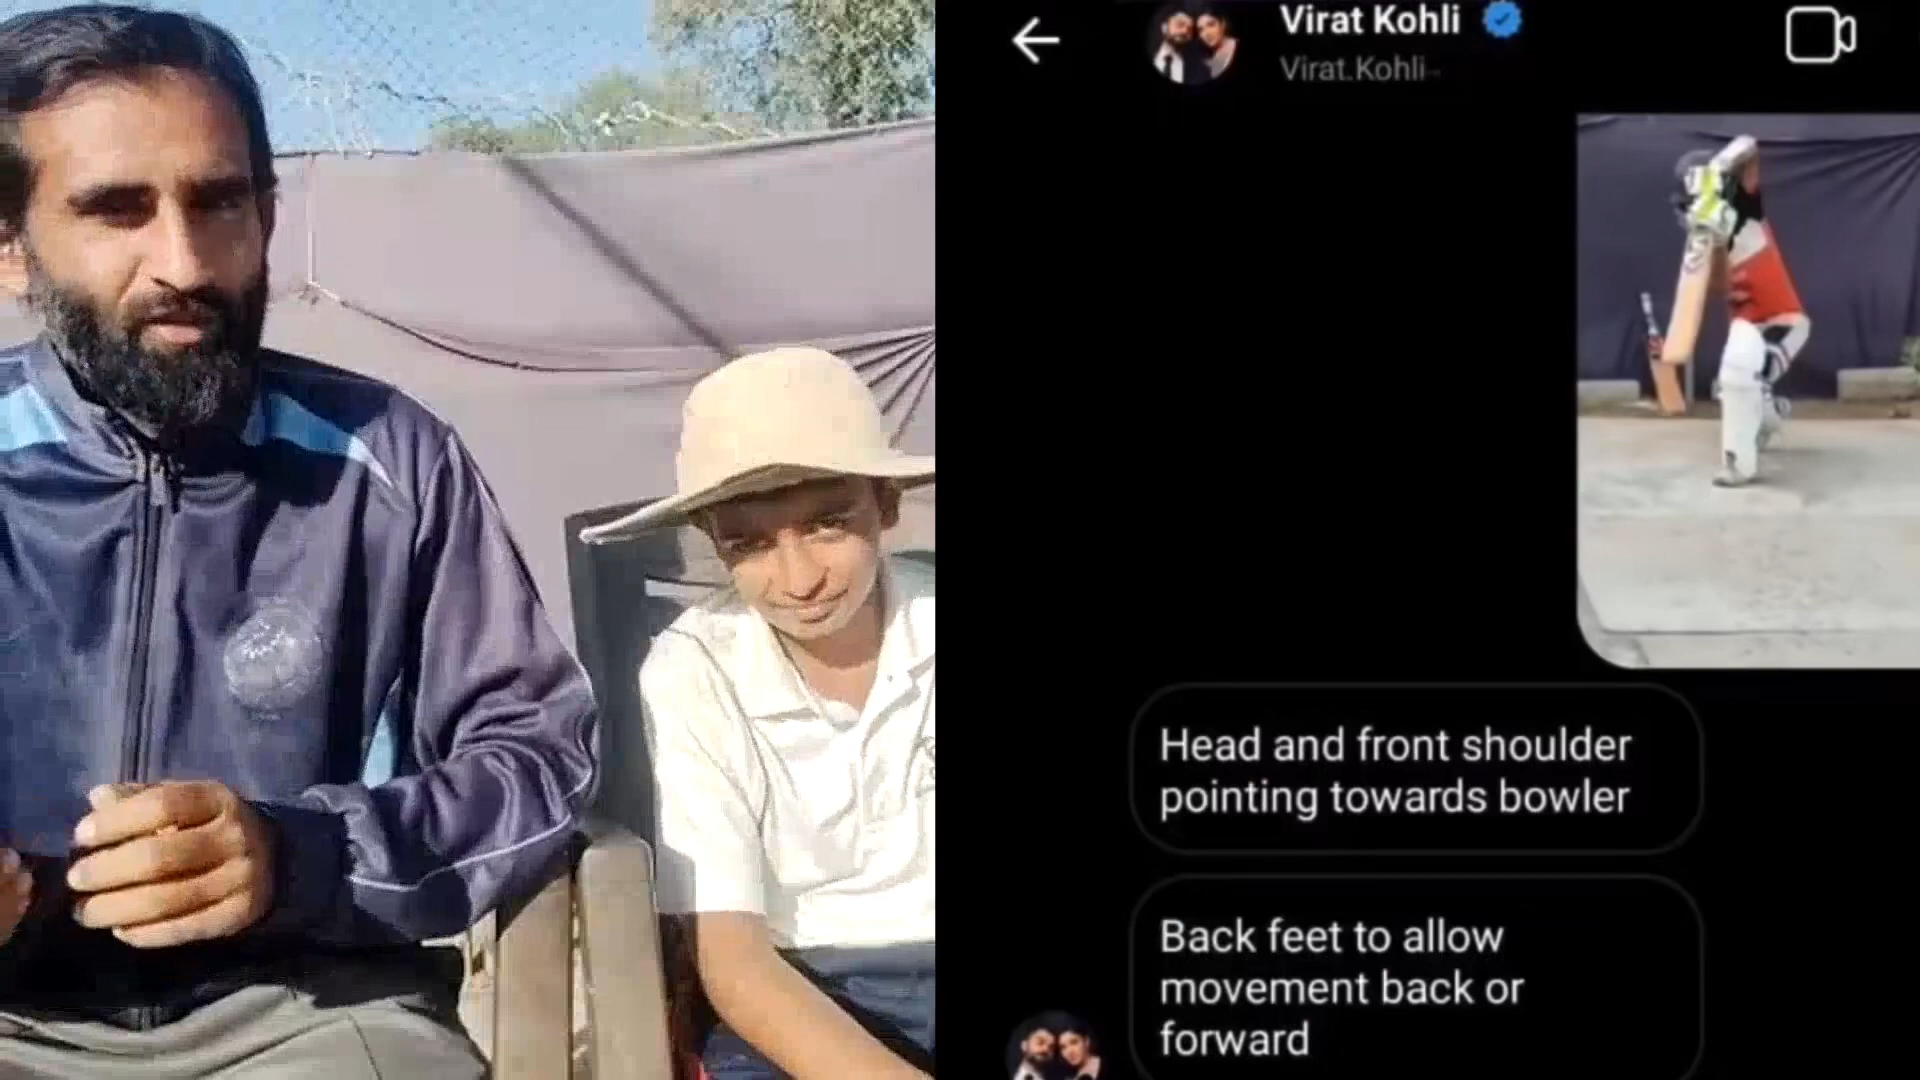 Virat Kohli
Virat.Kohli-
Head and front shoulder
pointing towards bowler
Back feet to allow
movement back or
forward